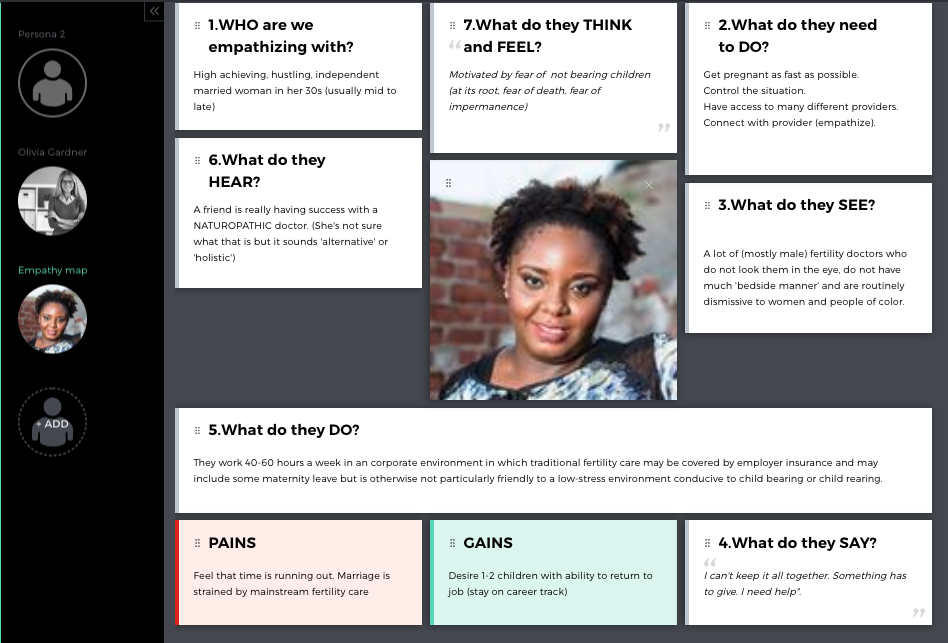 Persona 2
Olivia Gardner
Empathy map
+ ADD
1.WHO are we
empathizing with?
High achieving, hustling, independent
married woman in her 30s (usually mid to
late)
7.What do they THINK
and FEEL?
Motivated by fear of not bearing children
(at its root, fear of death, fear of
impermanence)
2.What do they need
to DO?
Get pregnant as fast as possible.
Control the situation.
Have access to many different providers.
Connect with provider (empathize).
6.What do they
HEAR?
A friend is really having success with a
NATUROPATHIC doctor. (She's not sure
what that is but it sounds 'alternative' or
'holistic')
3.What do they SEE?
A lot of (mostly male) fertility doctors who
do not look them in the eye, do not have
much 'bedside manner' and are routinely
dismissive to women and people of color.
5.What do they DO?
They work 40-60 hours a week in an corporate environment in which traditional fertility care may be covered by employer insurance and may
include some maternity leave but is otherwise not particularly friendly to a low-stress environment conducive to child bearing or child rearing.
PAINS
Feel that time is running out. Marriage is
strained by mainstream fertility care
GAINS
Desire 1-2 children with ability to return to
job (stay on career track)
4.What do they SAY?
I can't keep it all together. Something has
to give. I need help".